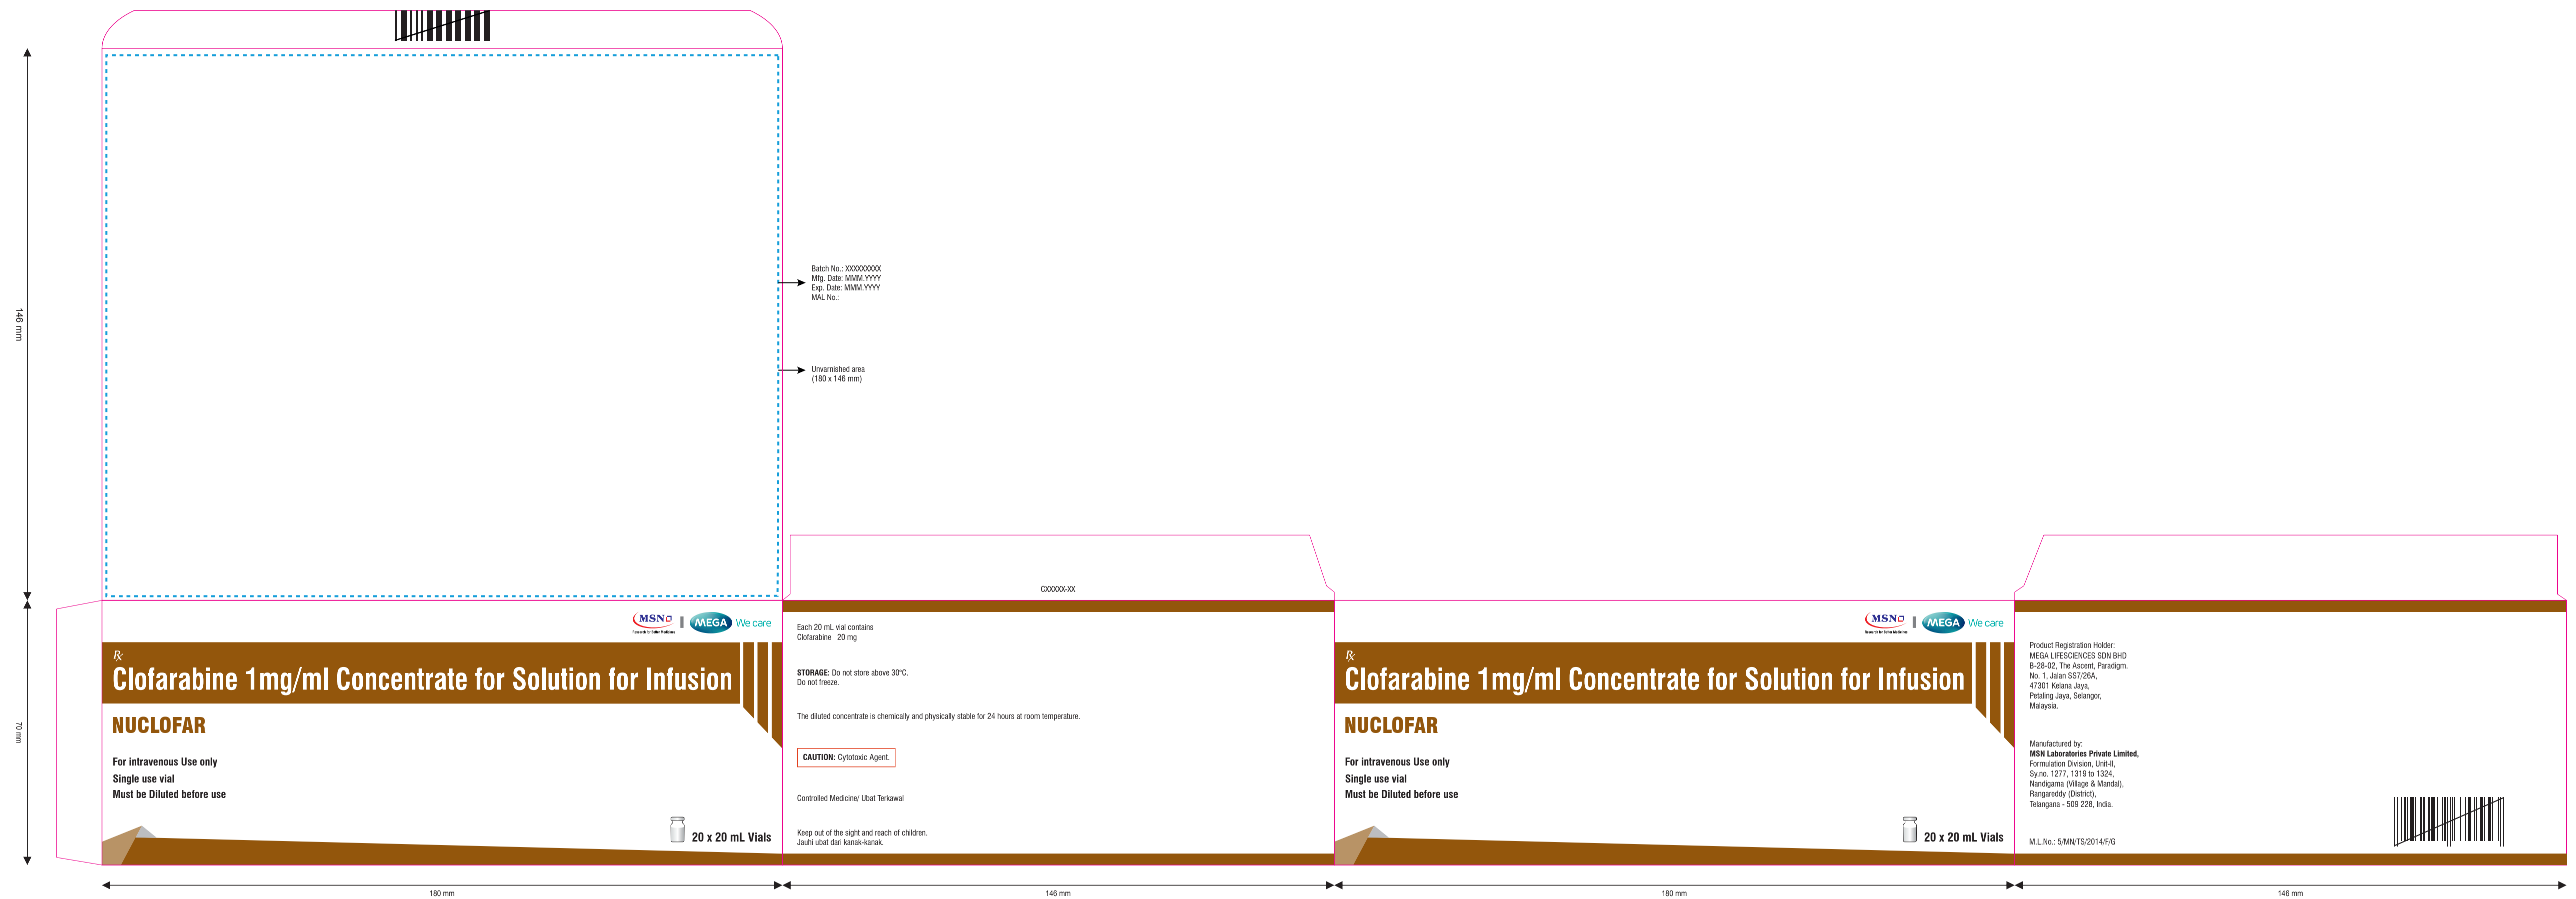 146 mm
Batch No.: XXXXXXXXX
Mfg. Date: MMM.YYYY
Exp. Date: MMM.YYYY
MAL No.:
Unvarnished area
(180 x 146 mm)
CXXXXX-XX
70 mm
MSN
Research for Better Medicines
MEGA We care
Rx
Clofarabine 1mg/ml Concentrate for Solution for Infusion
NUCLOFAR
For intravenous Use only
Single use vial
Must be Diluted before use
20 x 20 mL Vials
Each 20 mL vial contains
Clofarabine 20 mg
STORAGE: Do not store above 30°C.
Do not freeze.
The diluted concentrate is chemically and physically stable for 24 hours at room temperature.
CAUTION: Cytotoxic Agent.
Controlled Medicine/ Ubat Terkawal
Keep out of the sight and reach of children.
Jauhi ubat dari kanak-kanak.
MSN
Research for Better Medicines
MEGA We care
Rx
Clofarabine 1mg/ml Concentrate for Solution for Infusion
NUCLOFAR
For intravenous Use only
Single use vial
Must be Diluted before use
20 x 20 mL Vials
Product Registration Holder:
MEGA LIFESCIENCES SDN BHD
B-28-02, The Ascent, Paradigm.
No. 1, Jalan SS7/26A,
47301 Kelana Jaya,
Petaling Jaya, Selangor,
Malaysia.
Manufactured by:
MSN Laboratories Private Limited,
Formulation Division, Unit-II,
Sy.no. 1277, 1319 to 1324,
Nandigama (Village & Mandal),
Rangareddy (District),
Telangana - 509 228, India.
M.L.No.: 5/MN/TS/2014/F/G
180 mm
146 mm
180 mm
146 mm